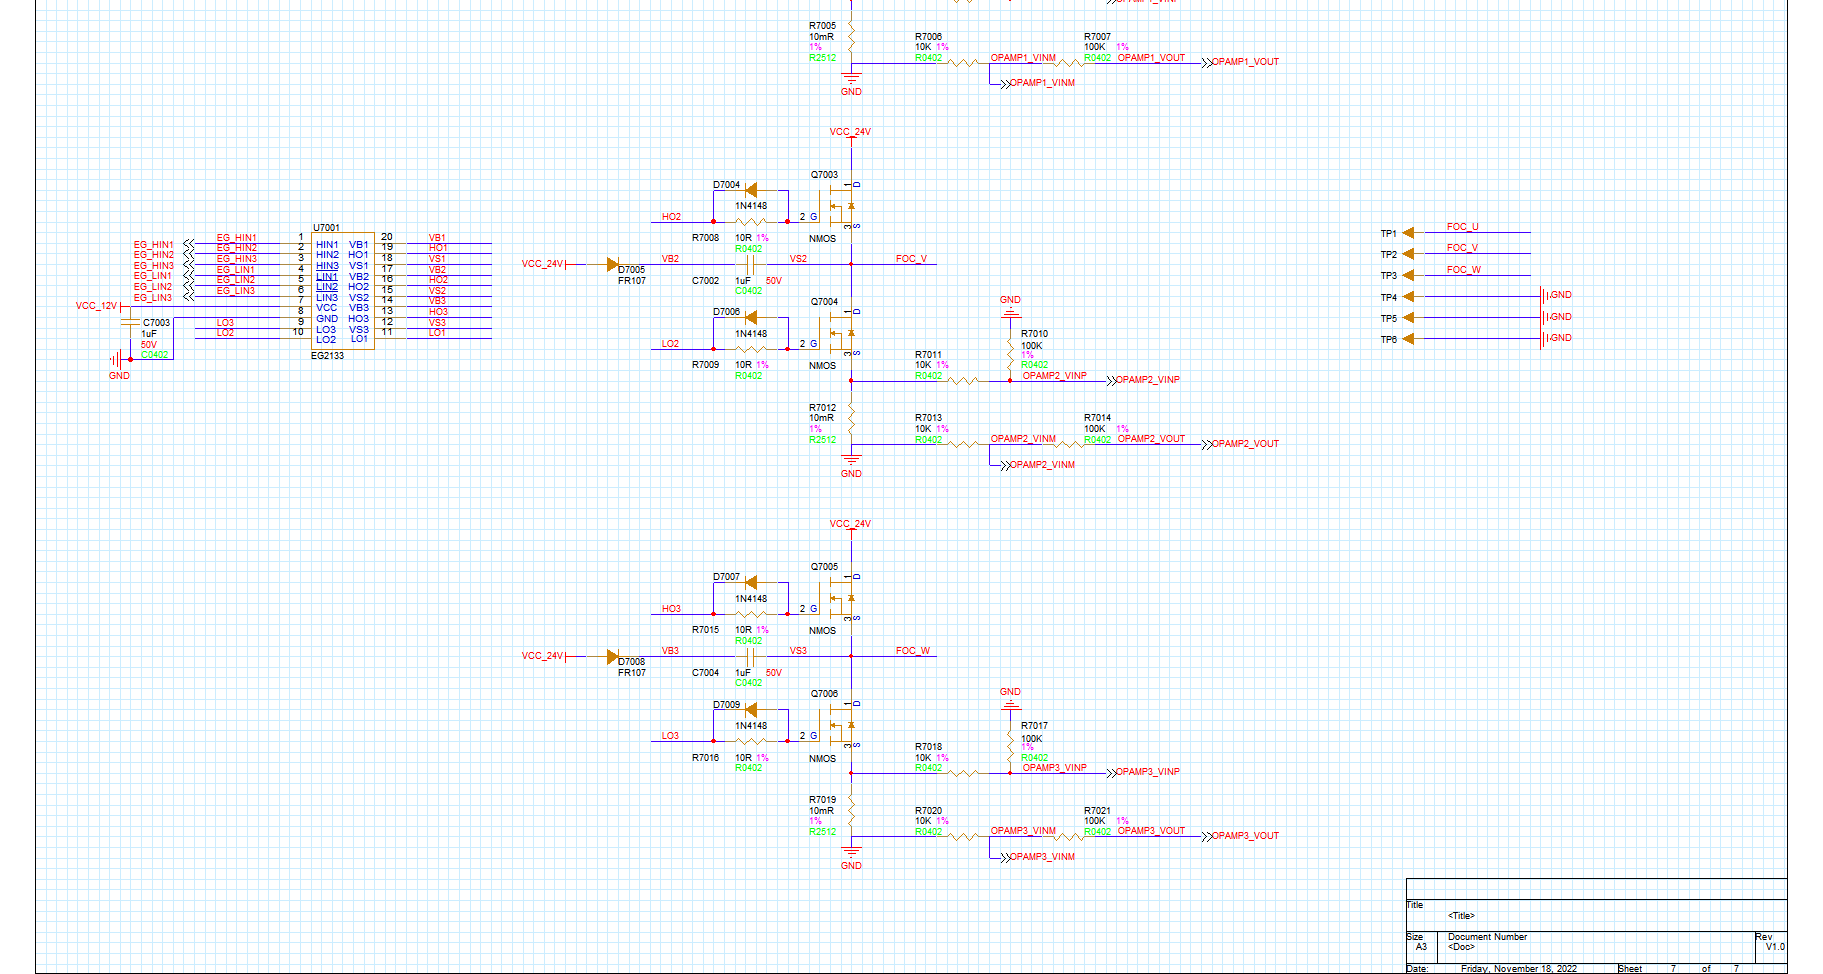 OPAMP1_VINP
R7005
10mR
1%
R2512
R7006
10K 1%
R0402
OPAMP1_VINM
R7007
100K 1%
R0402 OPAMP1_VOUT
OPAMP1_VOUT
OPAMP1_VINM
GND
VCC_24V
Q7003
1 D
D7004
1N4148
HO2
2 G
3 S
R7008 10R 1%
R0402
NMOS
VCC_24V
D7005
FR107
VB2
VS2
FOC_V
C7002 1uF 50V
C0402
Q7004
1 D
D7006
1N4148
LO2
2 G
3 S
R7009 10R 1%
R0402
NMOS
GND
R7010
100K
1%
R0402
R7011
10K 1%
R0402
OPAMP2_VINP
OPAMP2_VINP
R7012
10mR
1%
R2512
R7013
10K 1%
R0402
OPAMP2_VINM
R7014
100K 1%
R0402 OPAMP2_VOUT
OPAMP2_VOUT
OPAMP2_VINM
GND
U7001
EG_HIN1 EG_HIN1 1 HIN1 VB1 20 VB1
EG_HIN2 EG_HIN2 2 HIN2 HO1 19 HO1
EG_HIN3 EG_HIN3 3 HIN3 VS1 18 VS1
EG_LIN1 EG_LIN1 4 LIN1 VB2 17 VB2
EG_LIN2 EG_LIN2 5 LIN2 HO2 16 HO2
EG_LIN3 EG_LIN3 6 LIN3 VS2 15 VS2
VCC_12V 7 VCC VB3 14 VB3
8 GND HO3 13 HO3
LO3 9 LO3 VS3 12 VS3
LO2 10 LO2 LO1 11 LO1
EG2133
C7003
1uF
50V
C0402
GND
TP1 FOC_U
TP2 FOC_V
TP3 FOC_W
TP4 GND
TP5 GND
TP6 GND
VCC_24V
Q7005
1 D
D7007
1N4148
HO3
2 G
3 S
R7015 10R 1%
R0402
NMOS
VCC_24V
D7008
FR107
VB3
VS3
FOC_W
C7004 1uF 50V
C0402
Q7006
1 D
D7009
1N4148
LO3
2 G
3 S
R7016 10R 1%
R0402
NMOS
GND
R7017
100K
1%
R0402
R7018
10K 1%
R0402
OPAMP3_VINP
OPAMP3_VINP
R7019
10mR
1%
R2512
R7020
10K 1%
R0402
OPAMP3_VINM
R7021
100K 1%
R0402 OPAMP3_VOUT
OPAMP3_VOUT
OPAMP3_VINM
GND
Title
<Title>
Size Document Number Rev
A3 <Doc> V1.0
Date: Friday, November 18, 2022 Sheet 7 of 7